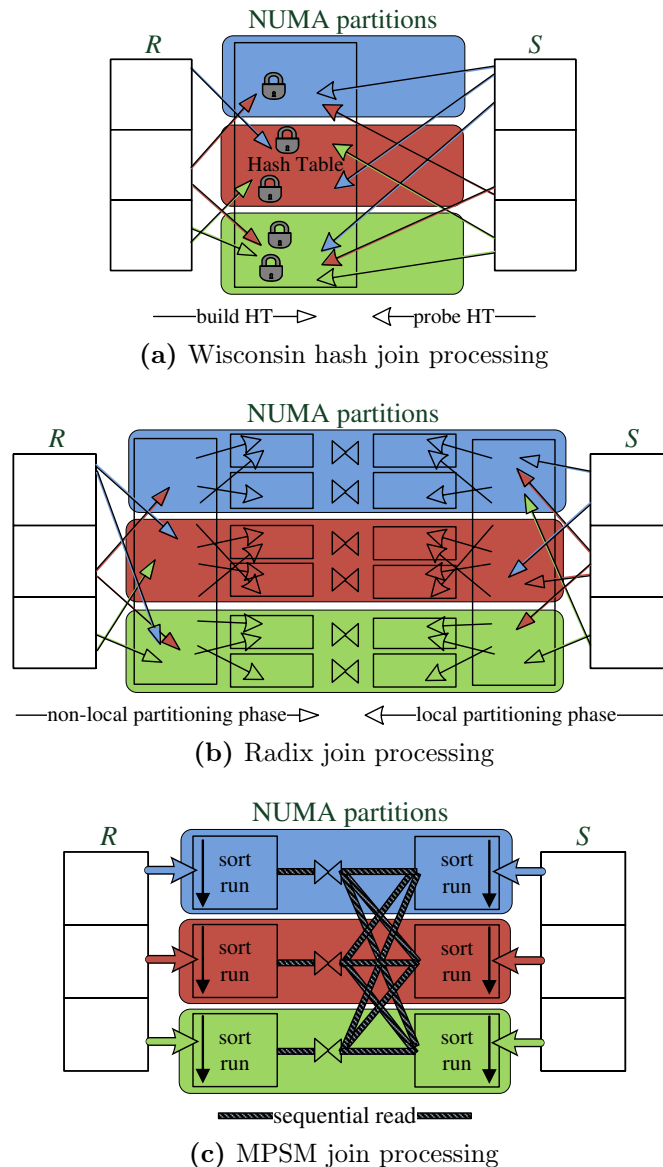 NUMA partitions
R
S
Hash Table
build HT
probe HT
(a) Wisconsin hash join processing
NUMA partitions
R
S
non-local partitioning phase
local partitioning phase
(b) Radix join processing
NUMA partitions
R
S
sort
run
sort
run
sort
run
sort
run
sort
run
sort
run
sequential read
(c) MPSM join processing